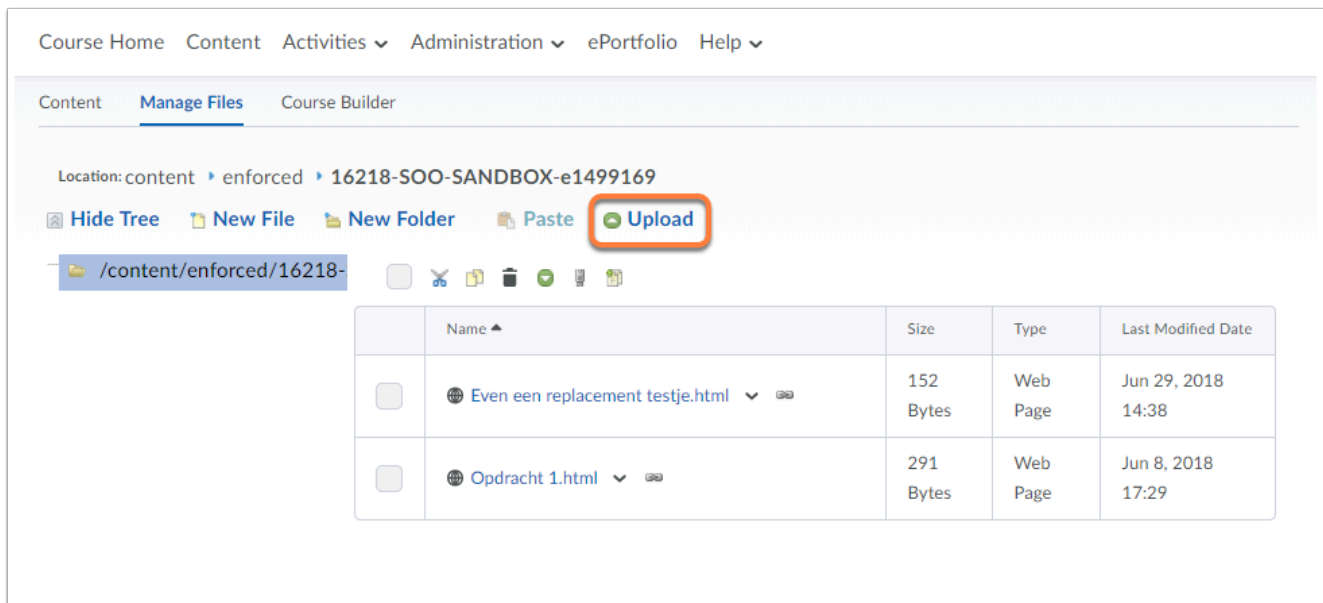 Course Home Content Activities Administration ePortfolio Help
Content Manage Files Course Builder
Location: content enforced 16218-SOO-SANDBOX-e1499169
Hide Tree New File New Folder Paste Upload
/content/enforced/16218-
Name Size Type Last Modified Date
Even een replacement testje.html 152 Bytes Web Page Jun 29, 2018 14:38
Opdracht 1.html 291 Bytes Web Page Jun 8, 2018 17:29